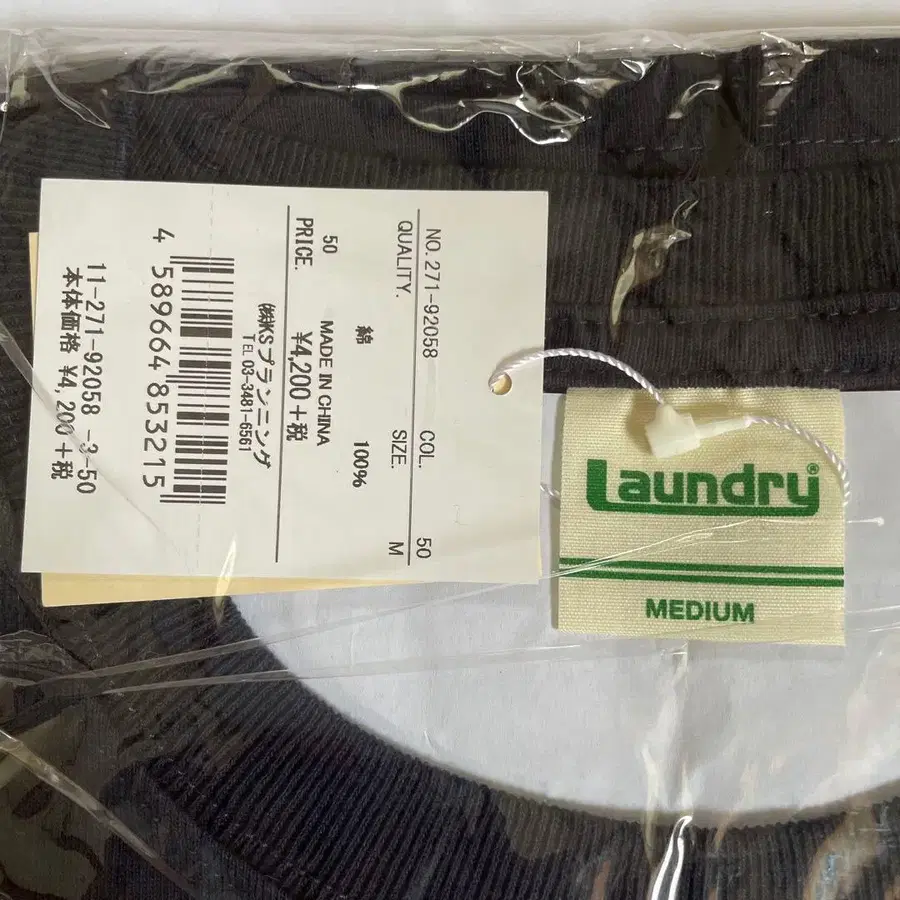 NO. 271-92058 COL. 50
QUALITY. SIZE. M
綿 100%
50 MADE IN CHINA
PRICE. ¥4,200+税
㈱KSプランニング
TEL 03-3481-6561
4 589664 853215
11-271-92058 -3-50
本体価格 ¥4,200+税
Laundry®
MEDIUM